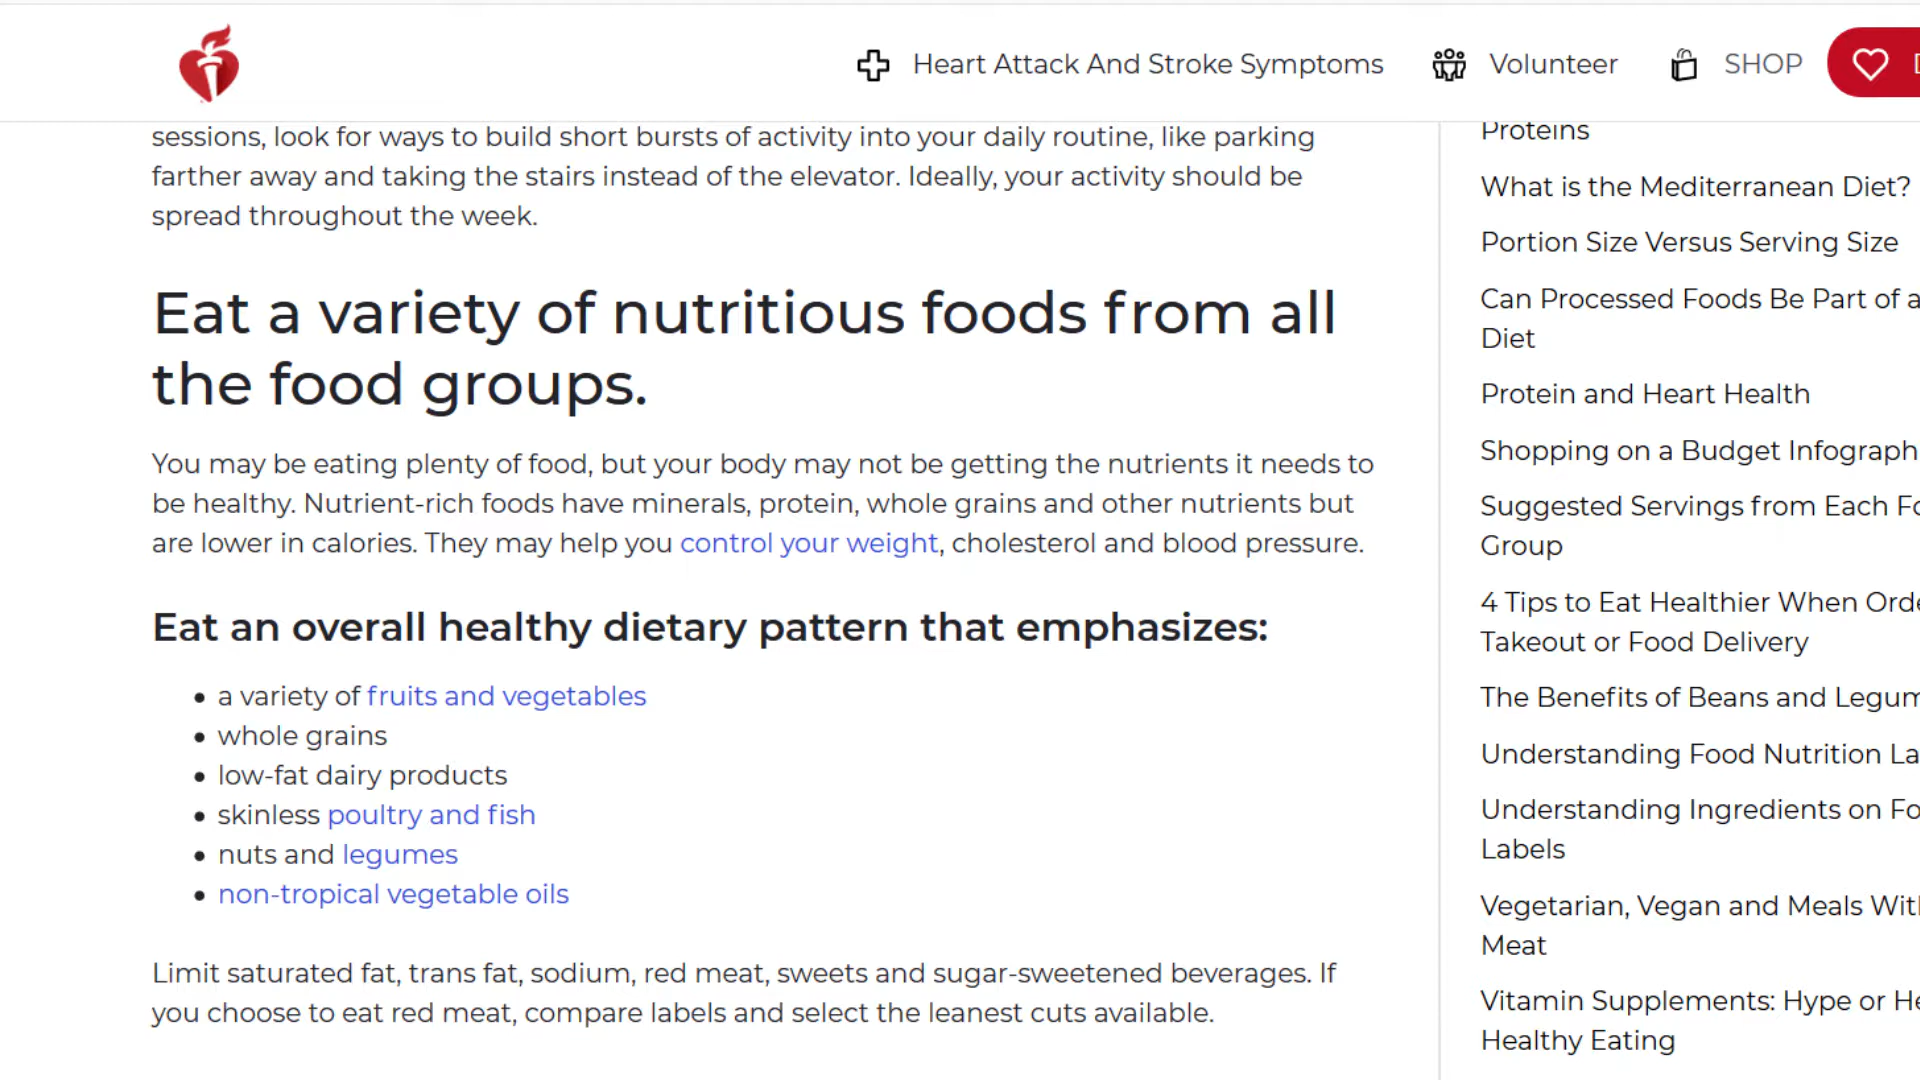 Heart Attack And Stroke Symptoms
Volunteer
SHOP
sessions, look for ways to build short bursts of activity into your daily routine, like parking
farther away and taking the stairs instead of the elevator. Ideally, your activity should be
spread throughout the week.
Eat a variety of nutritious foods from all
the food groups.
You may be eating plenty of food, but your body may not be getting the nutrients it needs to
be healthy. Nutrient-rich foods have minerals, protein, whole grains and other nutrients but
are lower in calories. They may help you control your weight, cholesterol and blood pressure.
Eat an overall healthy dietary pattern that emphasizes:
• a variety of fruits and vegetables
• whole grains
• low-fat dairy products
• skinless poultry and fish
• nuts and legumes
• non-tropical vegetable oils
Limit saturated fat, trans fat, sodium, red meat, sweets and sugar-sweetened beverages. If
you choose to eat red meat, compare labels and select the leanest cuts available.
Proteins
What is the Mediterranean Diet?
Portion Size Versus Serving Size
Can Processed Foods Be Part of a
Diet
Protein and Heart Health
Shopping on a Budget Infograph
Suggested Servings from Each
Group
4 Tips to Eat Healthier When
Takeout or Food Delivery
The Benefits of Beans and
Understanding Food Nutrition
Understanding Ingredients on
Labels
Vegetarian, Vegan and Meals
Meat
Vitamin Supplements: Hype or
Healthy Eating